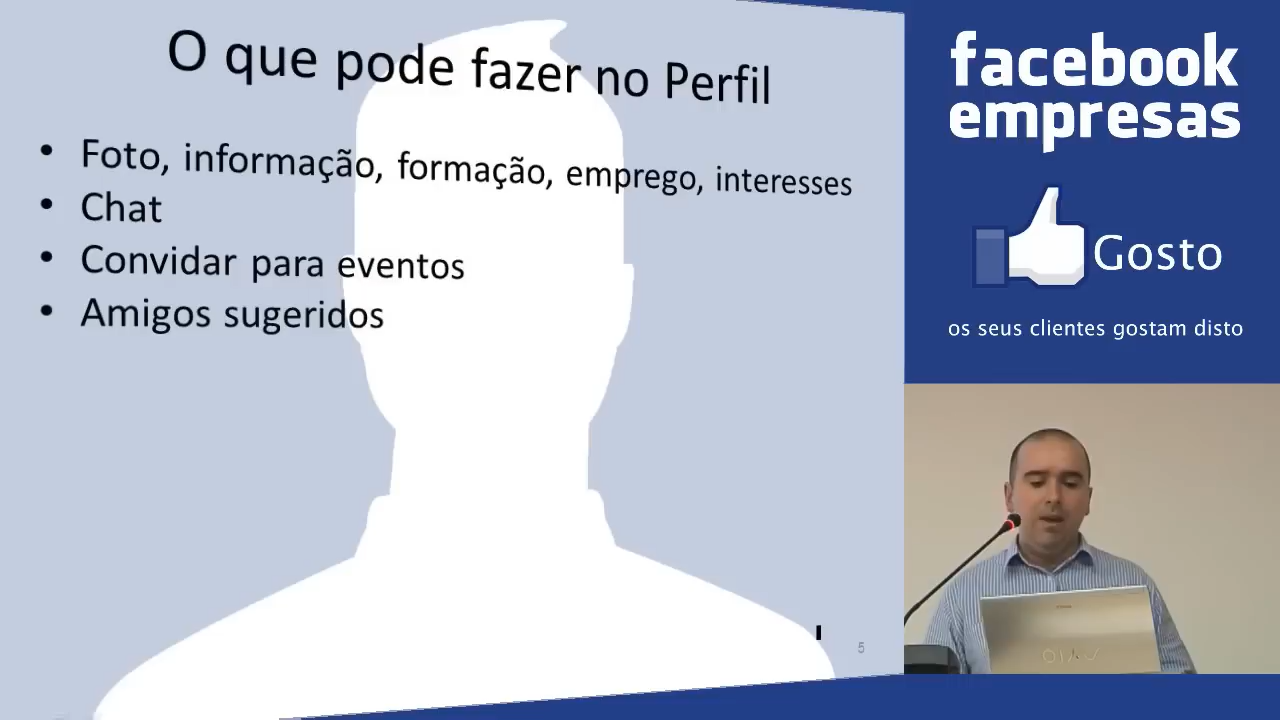 O que pode fazer no Perfil
• Foto, informação, formação, emprego, interesses
• Chat
• Convidar para eventos
• Amigos sugeridos
5
facebook
empresas
Gosto
os seus clientes gostam disto
VAIO